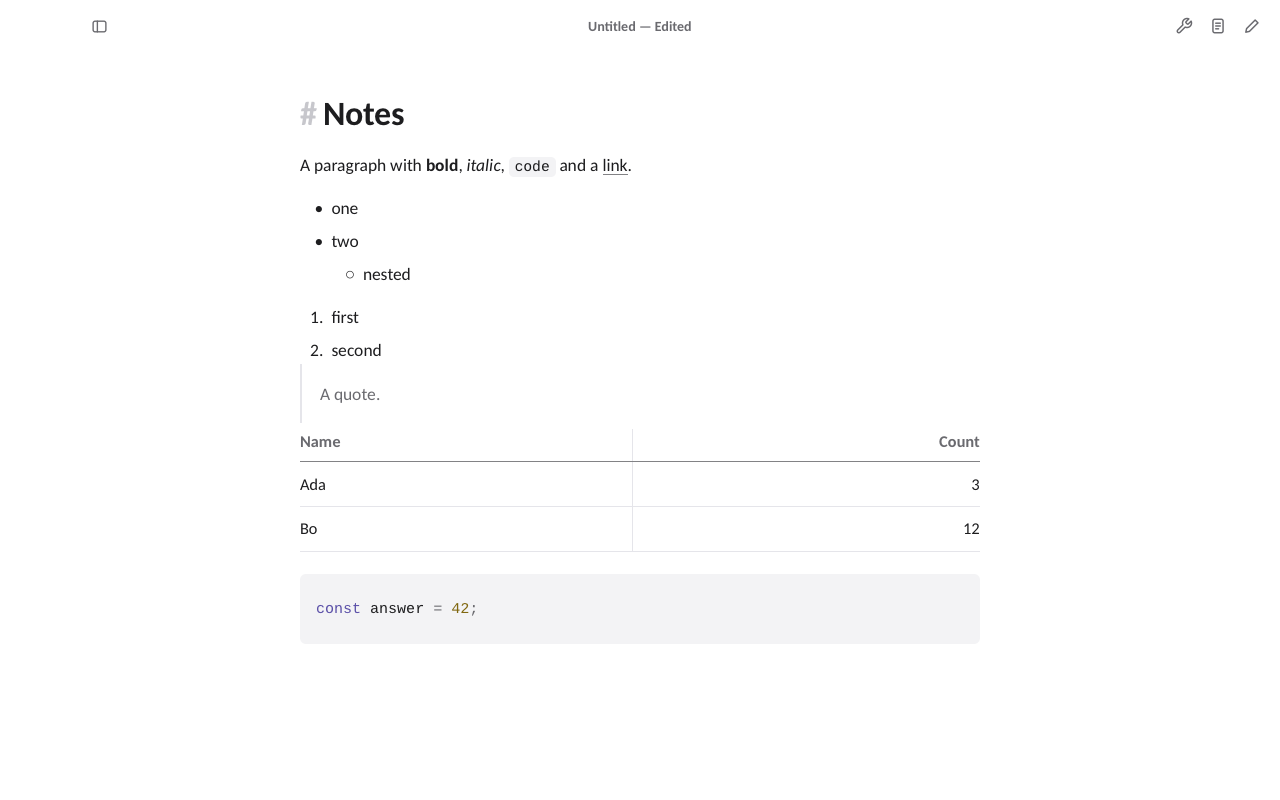 Untitled — Edited
# Notes
A paragraph with bold, italic, code and a link.
• one
• two
○ nested
1. first
2. second
A quote.
Name Count
Ada 3
Bo 12
const answer = 42;